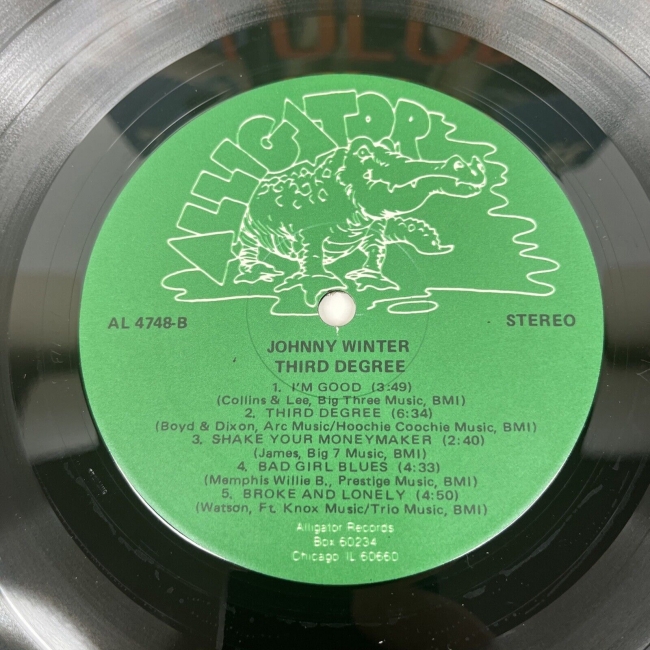 ALLIGATOR
AL 4748-B
STEREO
JOHNNY WINTER
THIRD DEGREE
1. I'M GOOD (3:49)
(Collins & Lee, Big Three Music, BMI)
2. THIRD DEGREE (6:34)
(Boyd & Dixon, Arc Music/Hoochie Coochie Music, BMI)
3. SHAKE YOUR MONEYMAKER (2:40)
(James, Big 7 Music, BMI)
4. BAD GIRL BLUES (4:33)
(Memphis Willie B., Prestige Music, BMI)
5. BROKE AND LONELY (4:50)
(Watson, Ft. Knox Music/Trio Music, BMI)
Alligator Records
Box 60234
Chicago IL 60660